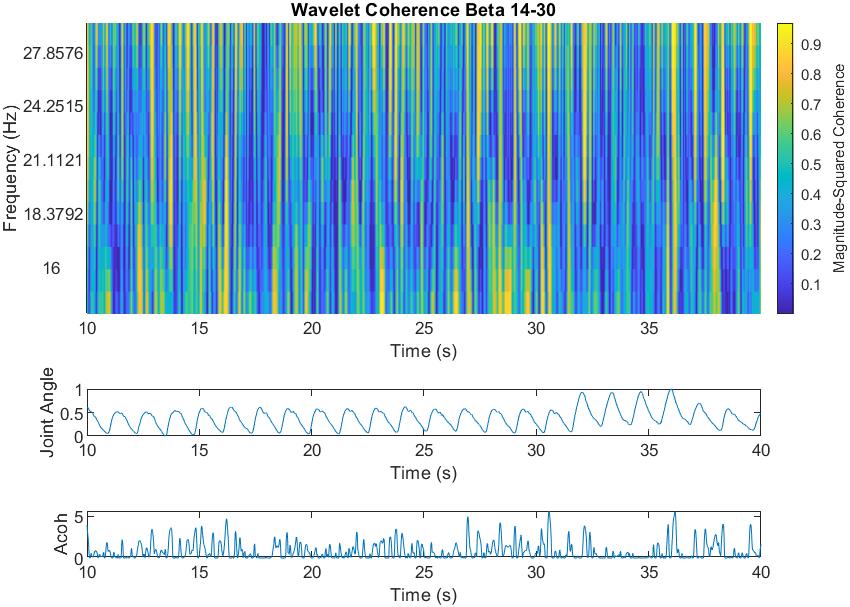 Wavelet Coherence Beta 14-30
Frequency (Hz)
27.8576
24.2515
21.1121
18.3792
16
10 15 20 25 30 35
Time (s)
0.9
0.8
0.7
0.6
0.5
0.4
0.3
0.2
0.1
Magnitude-Squared Coherence
Joint Angle
1
0.5
0
10 15 20 25 30 35 40
Time (s)
Acoh
5
0
10 15 20 25 30 35 40
Time (s)